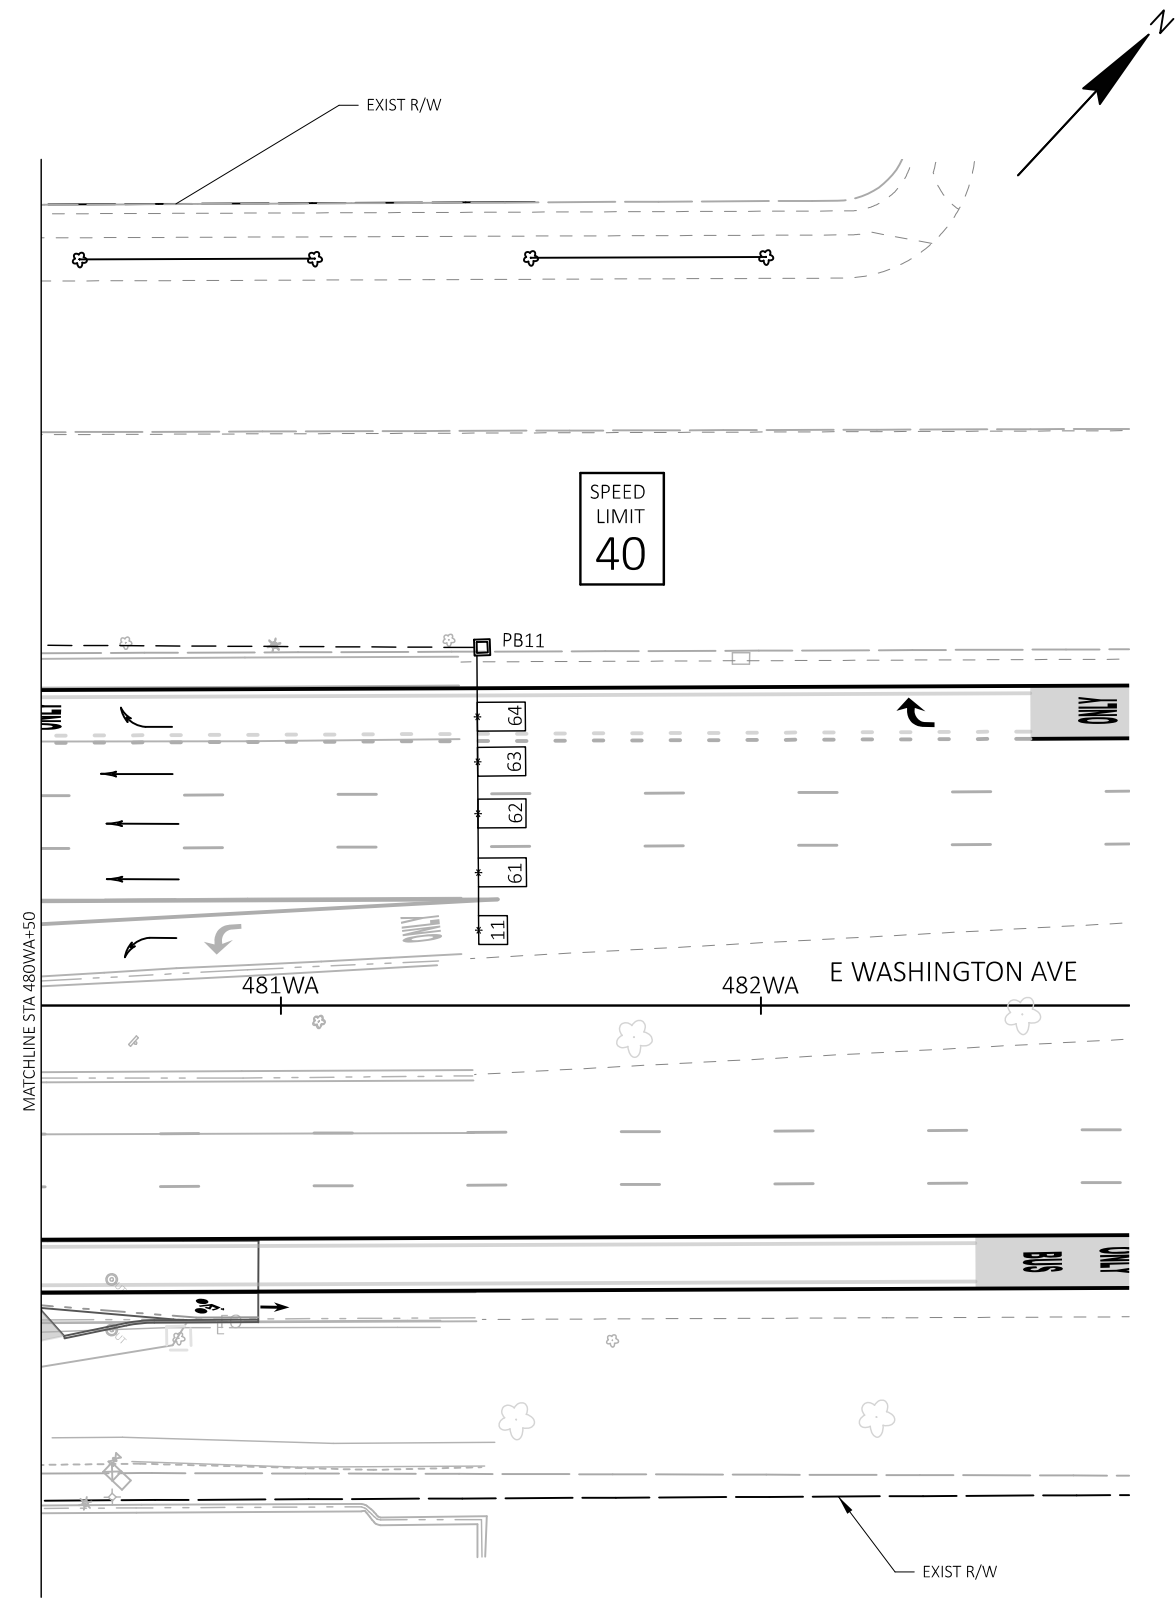 N
EXIST R/W
SPEED
LIMIT
40
PB11
ONLY
64
ONLY
63
62
61
ONLY
11
E WASHINGTON AVE
481WA
482WA
MATCHLINE STA 480WA+50
BUS
ONLY
EXIST R/W